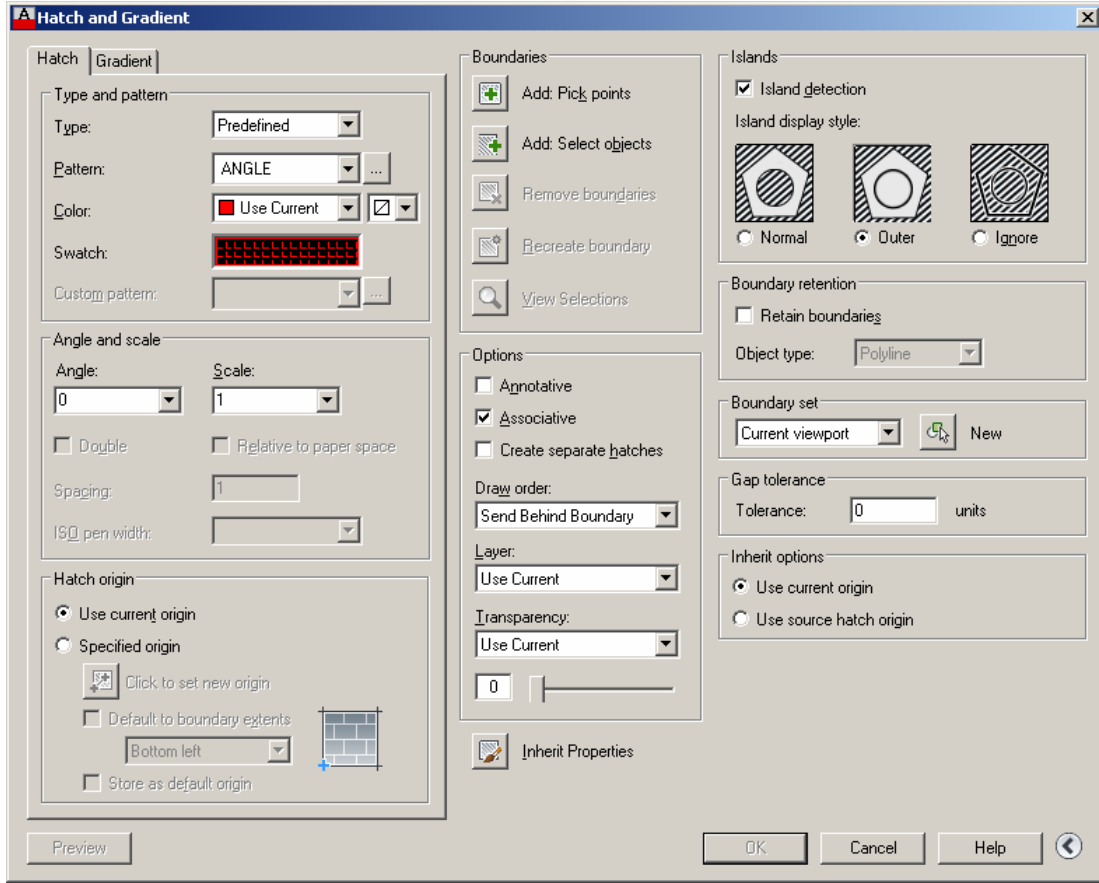 Hatch and Gradient
Hatch
Gradient
Type and pattern
Type:
Predefined
Pattern:
ANGLE
...
Color:
Use Current
Swatch:
Custom pattern:
...
Angle and scale
Angle:
Scale:
0
1
Double
Relative to paper space
Spacing:
1
ISO pen width:
Hatch origin
Use current origin
Specified origin
Click to set new origin
Default to boundary extents
Bottom left
Store as default origin
Boundaries
Add: Pick points
Add: Select objects
Remove boundaries
Recreate boundary
View Selections
Options
Annotative
Associative
Create separate hatches
Draw order:
Send Behind Boundary
Layer:
Use Current
Transparency:
Use Current
0
Inherit Properties
Islands
Island detection
Island display style:
Normal
Outer
Ignore
Boundary retention
Retain boundaries
Object type:
Polyline
Boundary set
Current viewport
New
Gap tolerance
Tolerance:
0
units
Inherit options
Use current origin
Use source hatch origin
Preview
OK
Cancel
Help